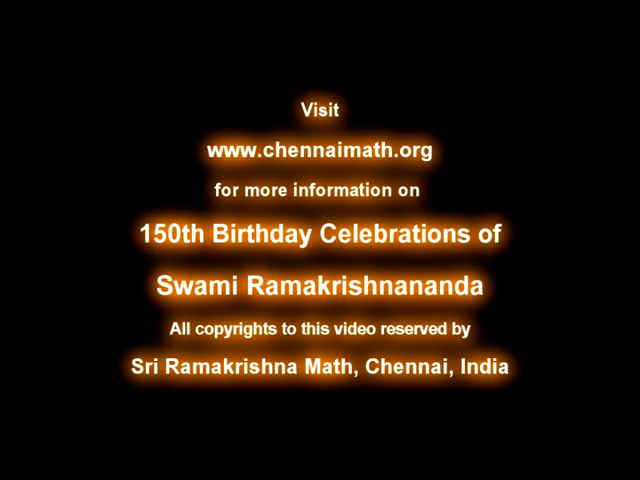 Visit
www.chennaimath.org
for more information on
150th Birthday Celebrations of
Swami Ramakrishnananda
All copyrights to this video reserved by
Sri Ramakrishna Math, Chennai, India